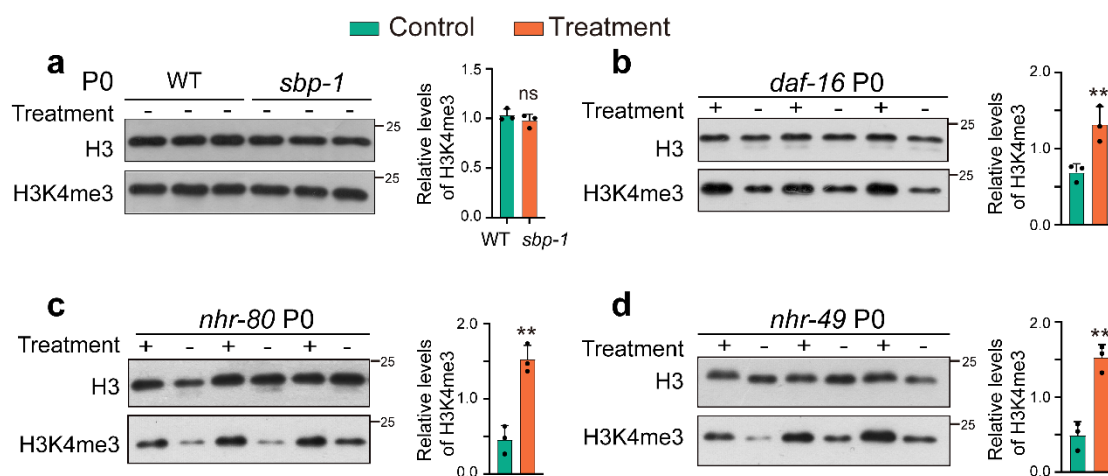 Control Treatment
a
P0 WT sbp-1
Treatment - - - - - -
H3
H3K4me3
25
25
Relative levels
of H3K4me3
1.5
1.0
0.5
0.0
ns
WT sbp-1
b
daf-16 P0
Treatment + - + - + -
H3
H3K4me3
25
25
Relative levels
of H3K4me3
2.0
1.0
0.0
**
c
nhr-80 P0
Treatment + - + - + -
H3
H3K4me3
25
25
Relative levels
of H3K4me3
2.0
1.0
0.0
**
d
nhr-49 P0
Treatment + - + - + -
H3
H3K4me3
25
25
Relative levels
of H3K4me3
2.0
1.0
0.0
**